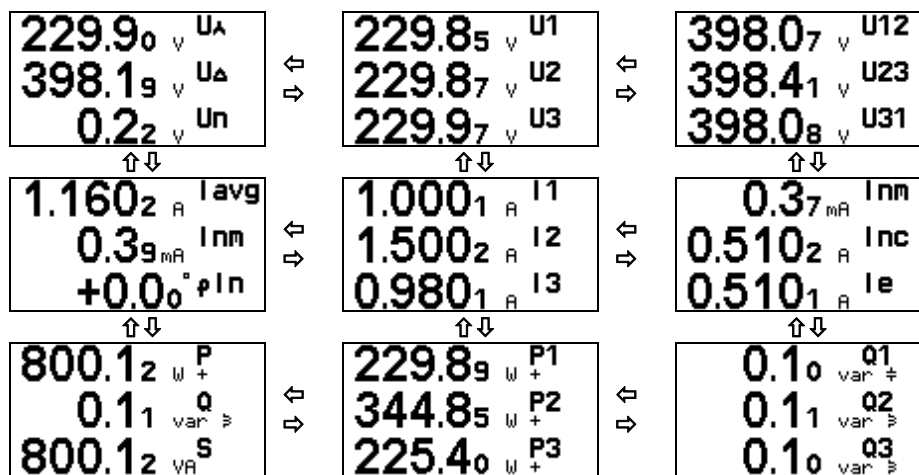 229.90 V U⅄ 229.85 V U1 398.07 V U12
398.19 V U△ 229.87 V U2 398.41 V U23
0.22 V Un 229.97 V U3 398.08 V U31
1.1602 A Iavg 1.0001 A I1 0.37 mA Inm
0.39 mA Inm 1.5002 A I2 0.5102 A Inc
+0.00° φIn 0.9801 A I3 0.5101 A Ie
800.12 W P + 229.89 W P1 + 0.10 var Q1 ǂ
0.11 var Q 344.85 W P2 + 0.11 var Q2
800.12 VA S 225.40 W P3 + 0.10 var Q3